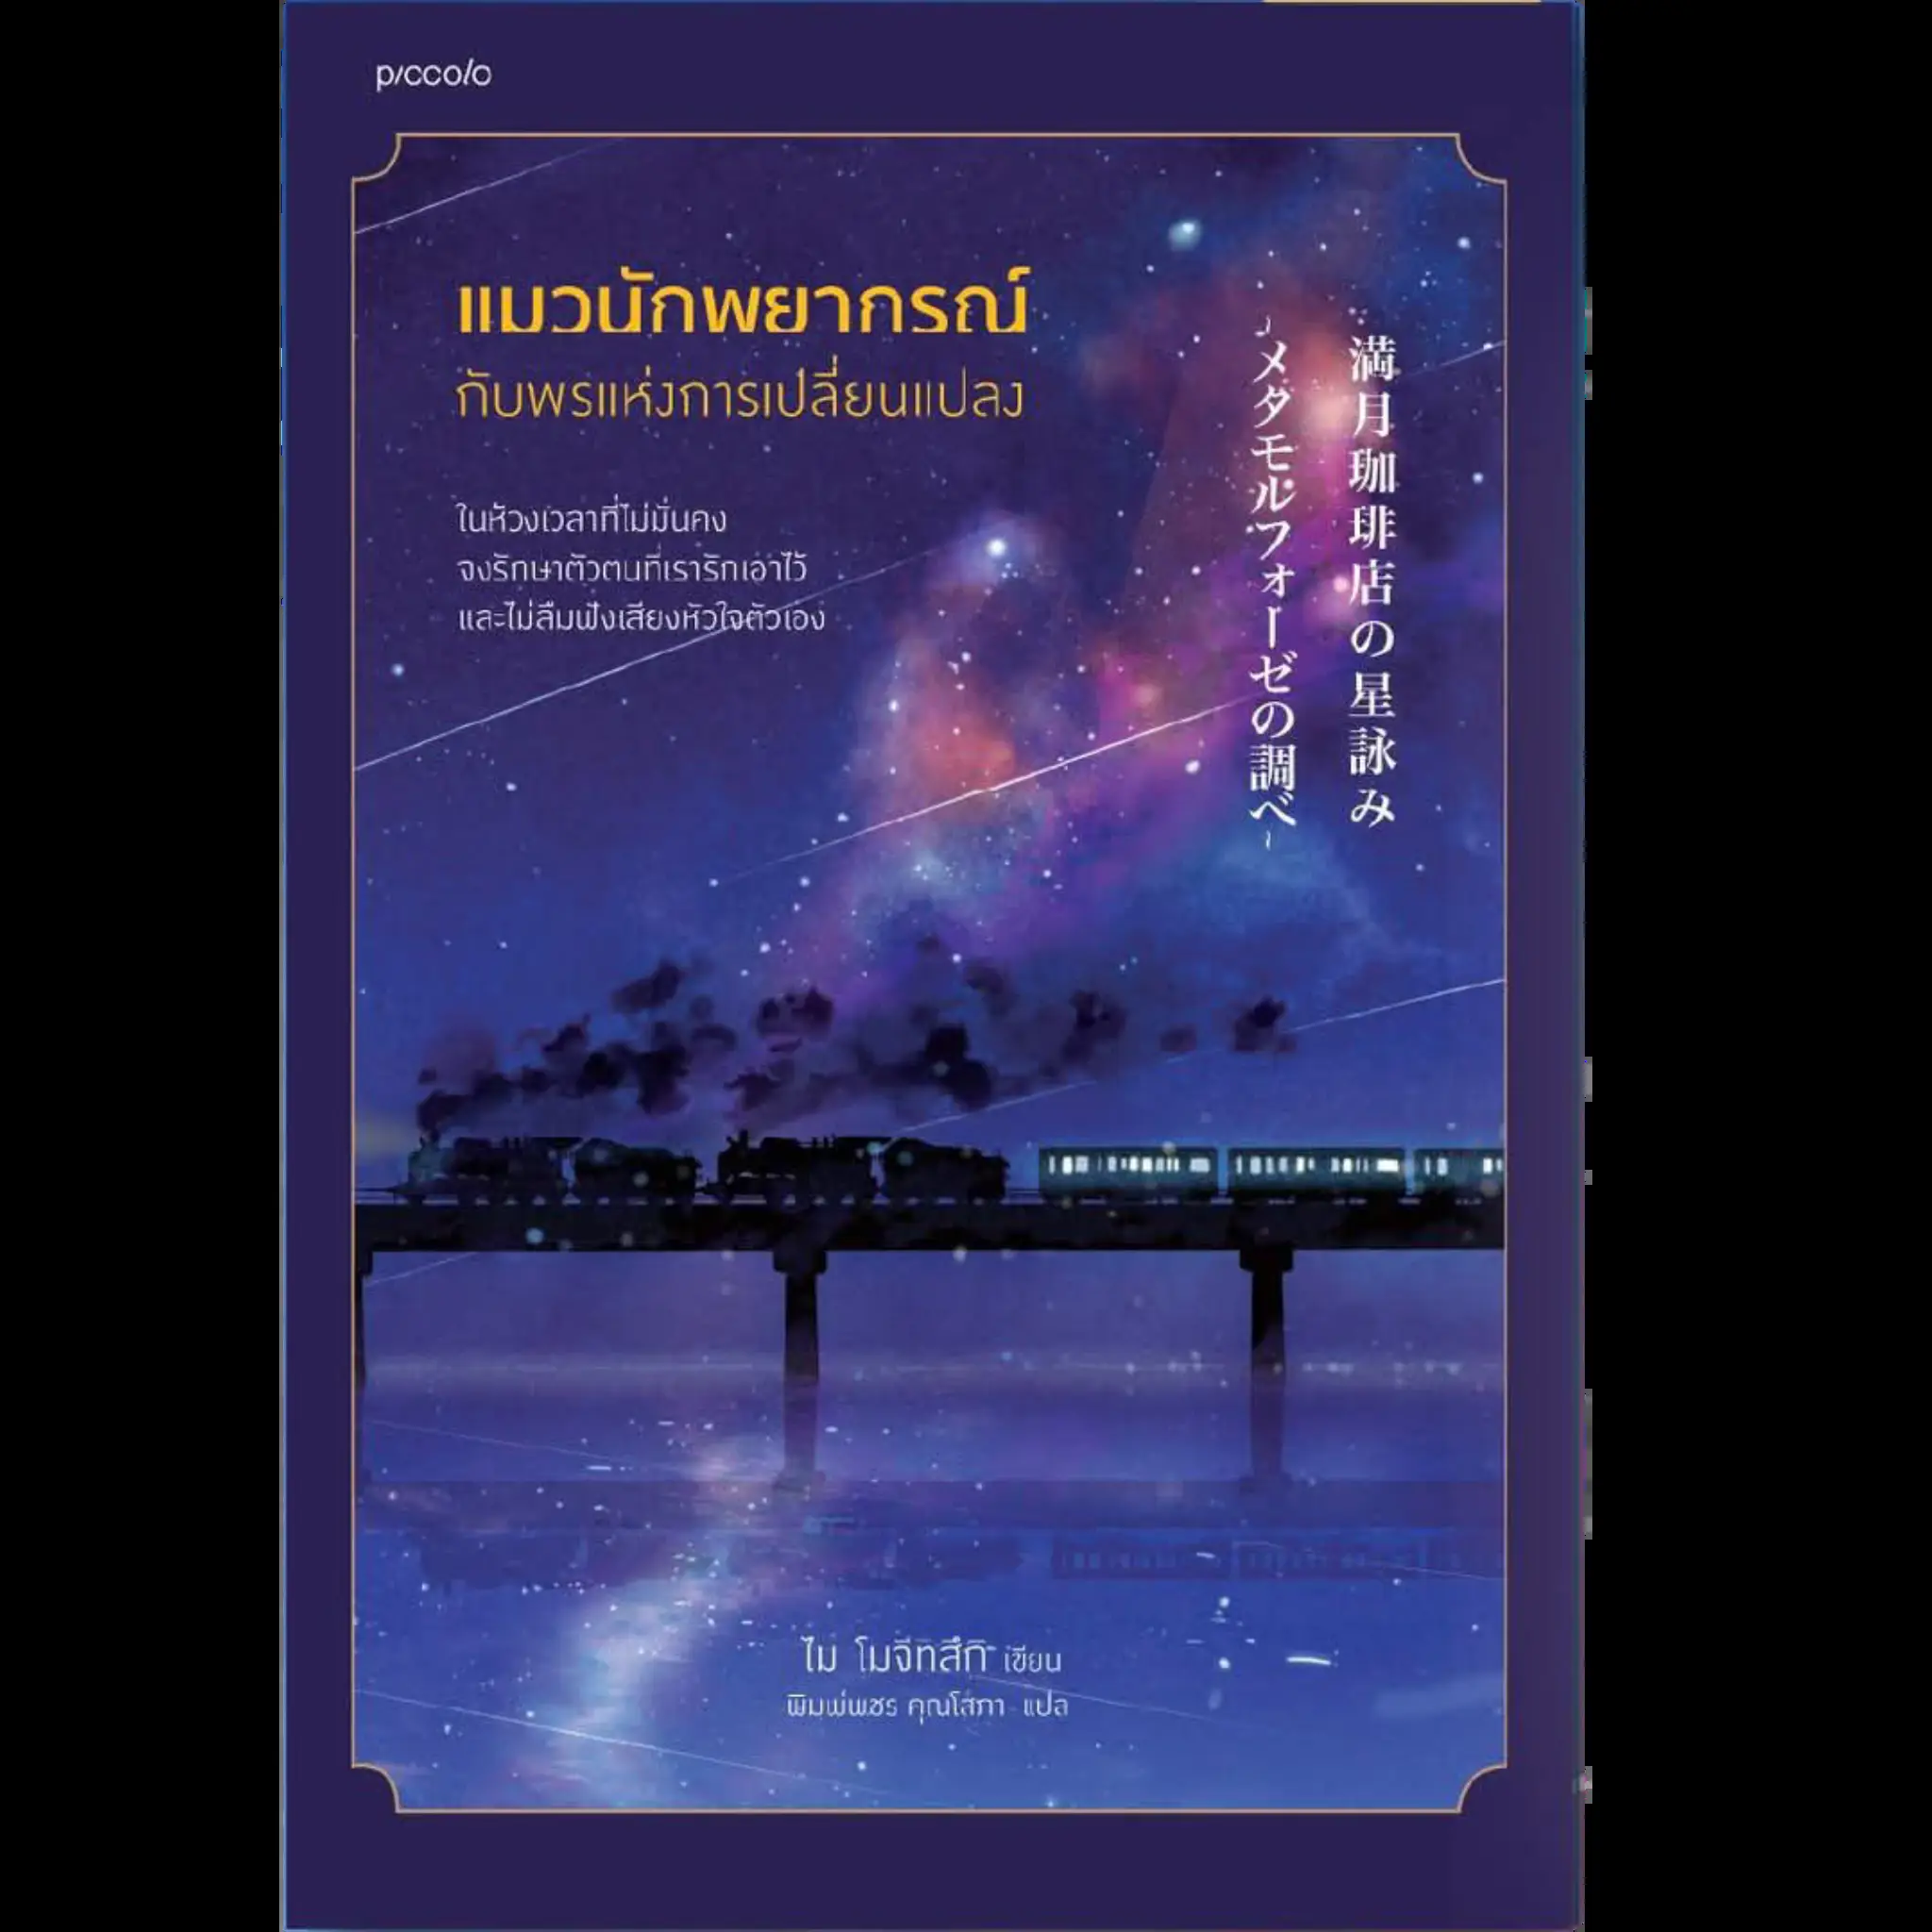 piccolo
แมวนักพยากรณ์
กับพรแห่งการเปลี่ยนแปลง
ในห้วงเวลาที่ไม่มั่นคง
จงรักษาตัวตนที่เรารักเอาไว้
และไม่ลืมฟังเสียงหัวใจตัวเอง
満月珈琲店の星詠み
~メタモルフォーゼの調べ~
ไม โมจีทสึกิ เขียน
พิมพ์พชร คุณโสภา แปล